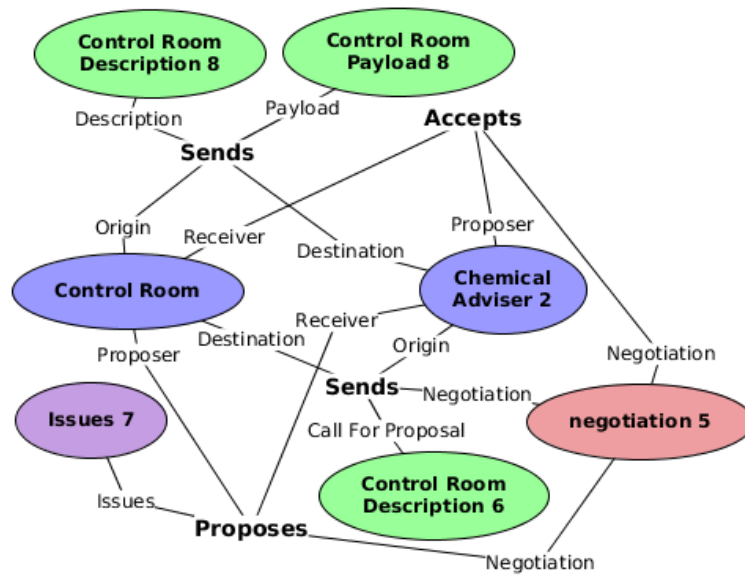 Control Room
Description 8
Control Room
Payload 8
Description
Payload
Accepts
Sends
Origin
Receiver
Proposer
Destination
Control Room
Chemical
Adviser 2
Receiver
Destination
Origin
Proposer
Negotiation
Sends
Negotiation
Issues 7
negotiation 5
Call For Proposal
Control Room
Description 6
Issues
Proposes
Negotiation